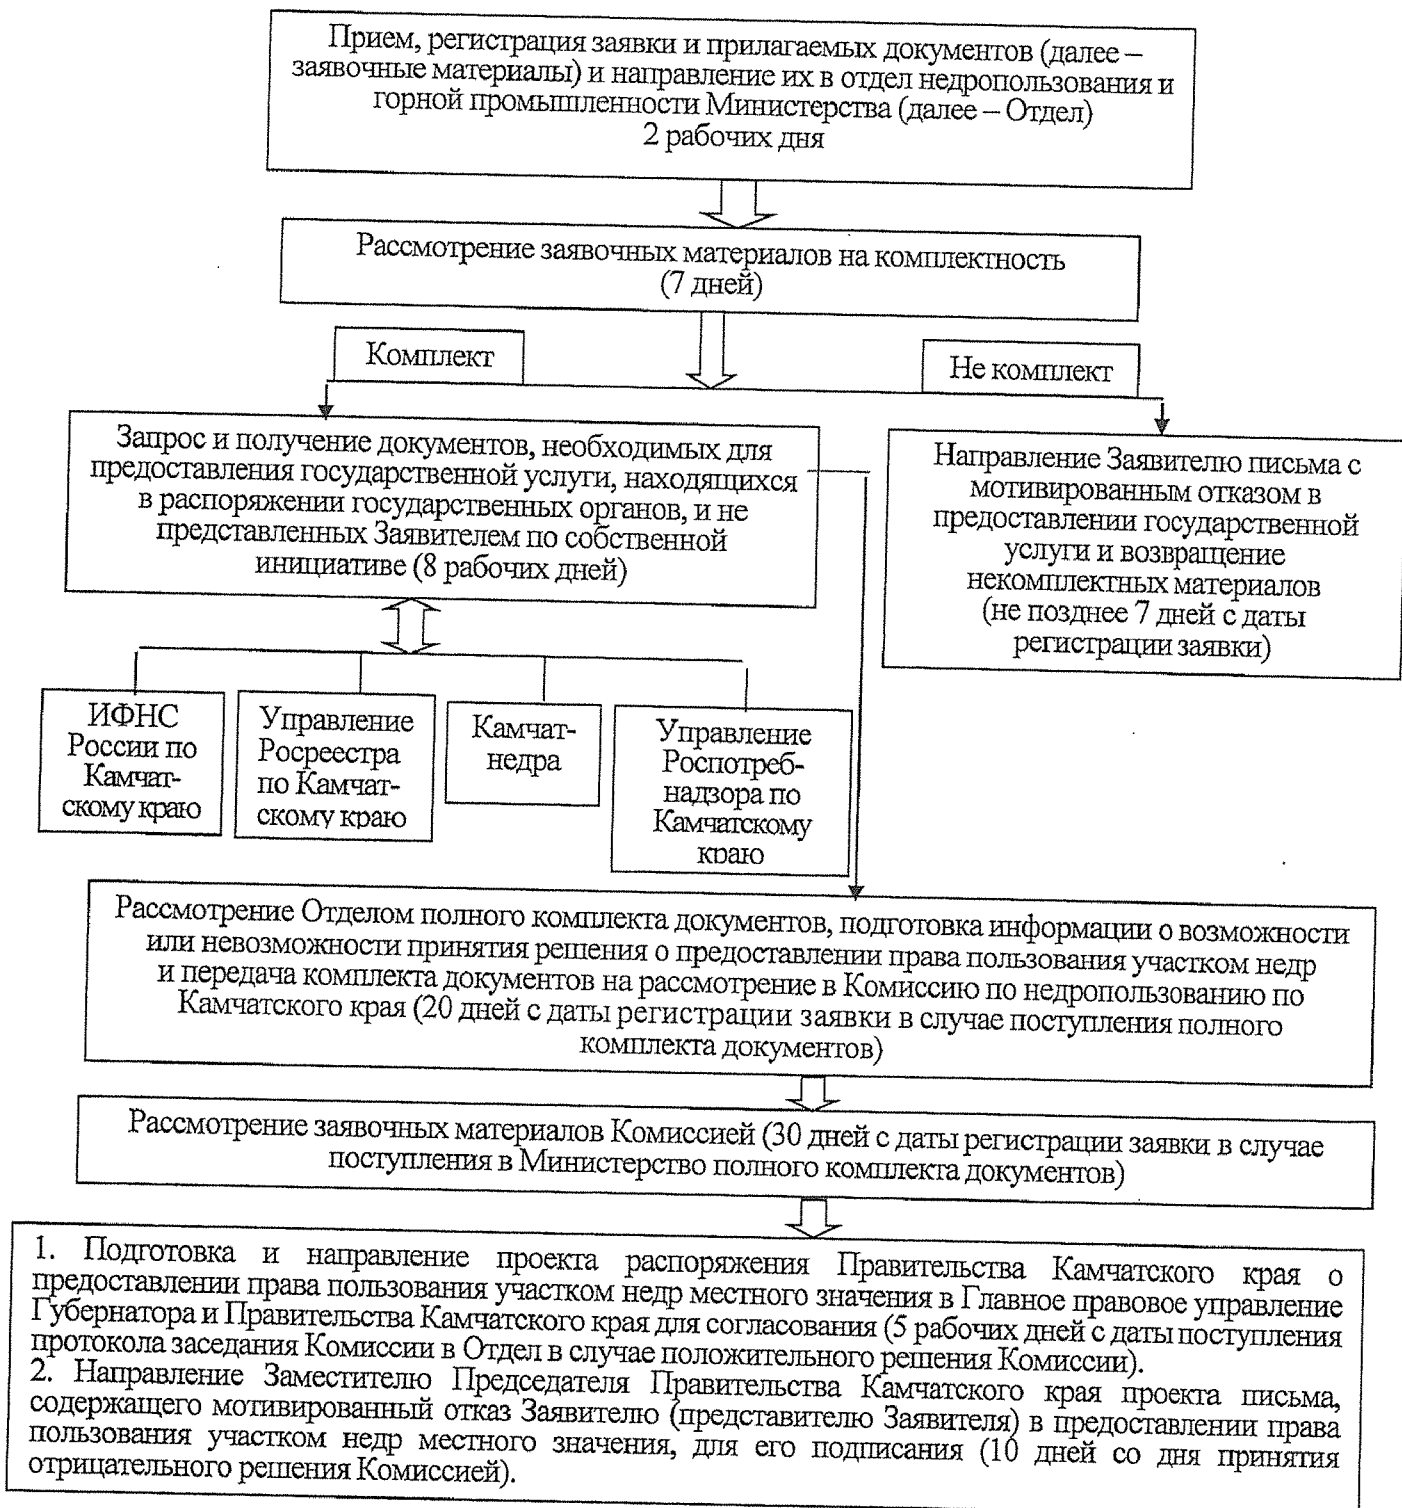 Прием, регистрация заявки и прилагаемых документов (далее –
заявочные материалы) и направление их в отдел недропользования и
горной промышленности Министерства (далее – Отдел)
2 рабочих дня
Рассмотрение заявочных материалов на комплектность
(7 дней)
Комплект
Не комплект
Запрос и получение документов, необходимых для
предоставления государственной услуги, находящихся
в распоряжении государственных органов, и не
представленных Заявителем по собственной
инициативе (8 рабочих дней)
Направление Заявителю письма с
мотивированным отказом в
предоставлении государственной
услуги и возвращение
некомплектных материалов
(не позднее 7 дней с даты
регистрации заявки)
ИФНС
России по
Камчат-
скому краю
Управление
Росреестра
по Камчат-
скому краю
Камчат-
недра
Управление
Роспотреб-
надзора по
Камчатскому
краю
Рассмотрение Отделом полного комплекта документов, подготовка информации о возможности
или невозможности принятия решения о предоставлении права пользования участком недр
и передача комплекта документов на рассмотрение в Комиссию по недропользованию по
Камчатского края (20 дней с даты регистрации заявки в случае поступления полного
комплекта документов)
Рассмотрение заявочных материалов Комиссией (30 дней с даты регистрации заявки в случае
поступления в Министерство полного комплекта документов)
1. Подготовка и направление проекта распоряжения Правительства Камчатского края о
предоставлении права пользования участком недр местного значения в Главное правовое управление
Губернатора и Правительства Камчатского края для согласования (5 рабочих дней с даты поступления
протокола заседания Комиссии в Отдел в случае положительного решения Комиссии).
2. Направление Заместителю Председателя Правительства Камчатского края проекта письма,
содержащего мотивированный отказ Заявителю (представителю Заявителя) в предоставлении права
пользования участком недр местного значения, для его подписания (10 дней со дня принятия
отрицательного решения Комиссией).